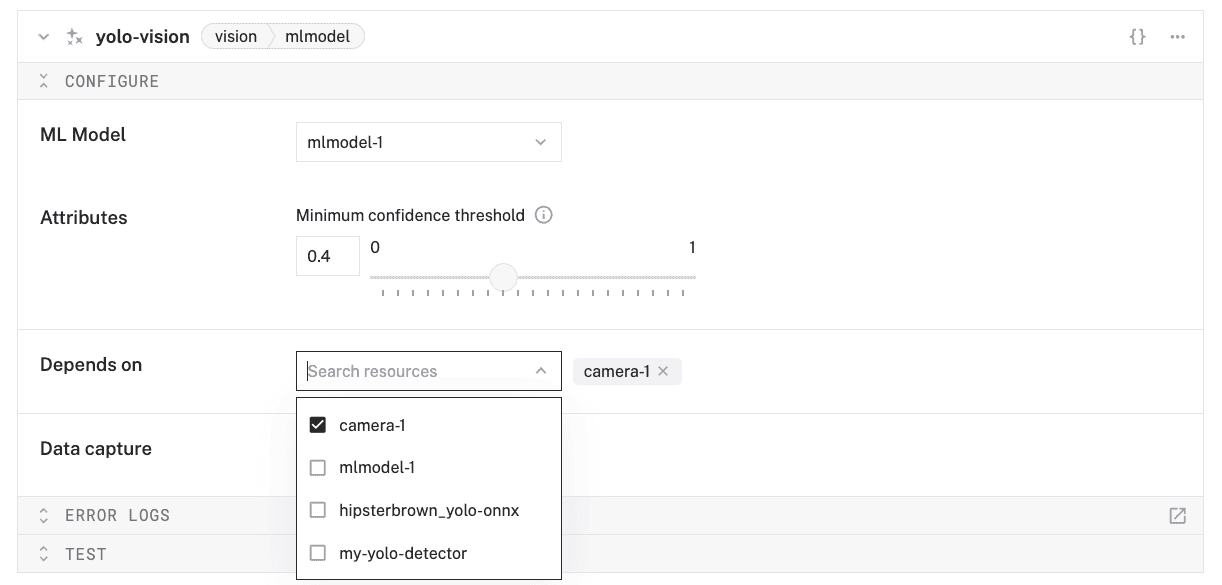 yolo-vision vision mlmodel {} ...
CONFIGURE
ML Model mlmodel-1
Attributes Minimum confidence threshold
0.4 0 1
Depends on Search resources camera-1
camera-1
Data capture
mlmodel-1
hipsterbrown_yolo-onnx
ERROR LOGS
my-yolo-detector
TEST